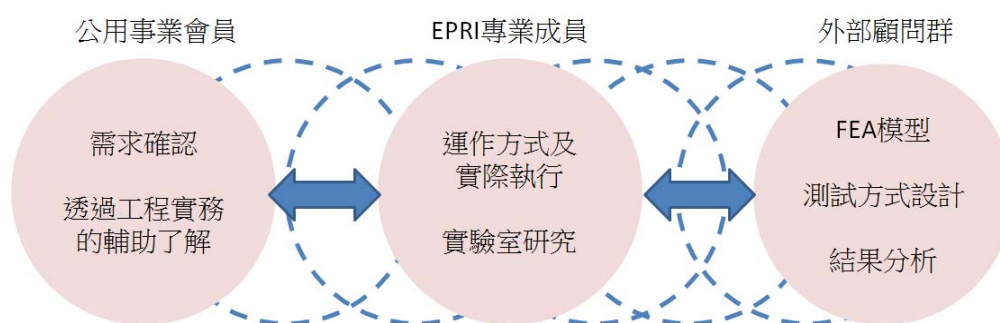 公用事業會員
EPRI專業成員
外部顧問群
需求確認
透過工程實務
的輔助了解
運作方式及
實際執行
實驗室研究
FEA模型
測試方式設計
結果分析